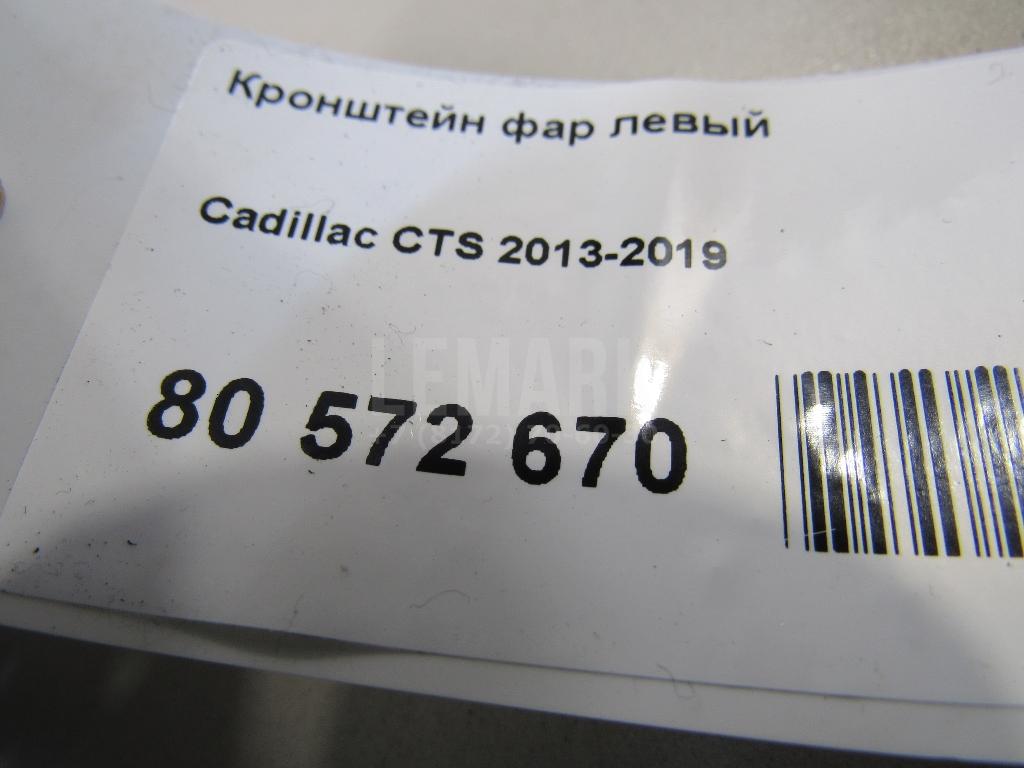 Кронштейн фар левый
Cadillac CTS 2013-2019
80 572 670